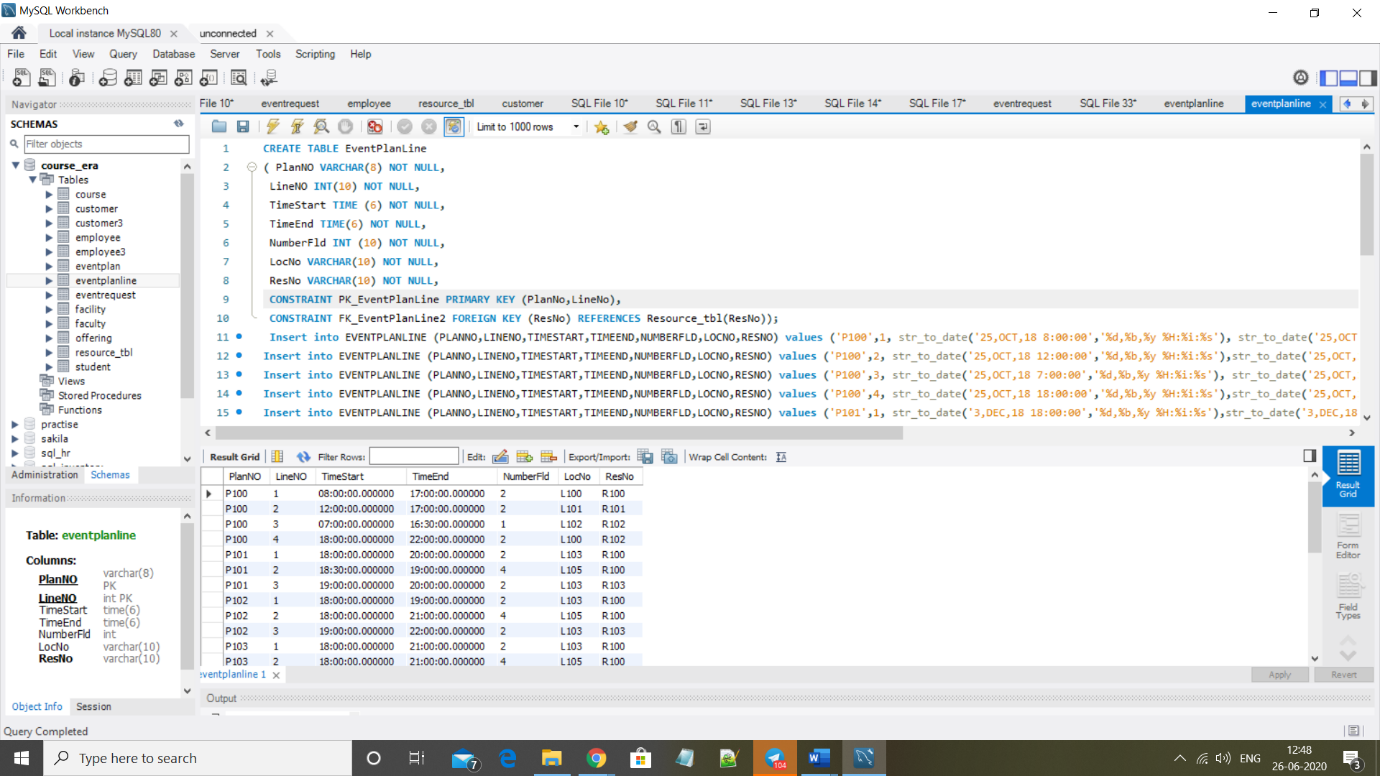 MySQL Workbench
Local instance MySQL80 ×
unconnected ×
File Edit View Query Database Server Tools Scripting Help
Navigator
File 10* eventrequest employee resource_tbl customer SQL File 10* SQL File 11* SQL File 13* SQL File 14* SQL File 17* eventrequest SQL File 33* eventplanline eventplanline ×
SCHEMAS
Filter objects
course_era
Tables
course
customer
customer3
employee
employee3
eventplan
eventplanline
eventrequest
facility
faculty
offering
resource_tbl
student
Views
Stored Procedures
Functions
practise
sakila
sql_hr
Administration Schemas
Information
Table: eventplanline
Columns:
PlanNO varchar(8) PK
LineNO int PK
TimeStart time(6)
TimeEnd time(6)
NumberFld int
LocNo varchar(10)
ResNo varchar(10)
Object Info Session
Query Completed
Limit to 1000 rows
1 CREATE TABLE EventPlanLine
2 ( PlanNO VARCHAR(8) NOT NULL,
3 LineNO INT(10) NOT NULL,
4 TimeStart TIME (6) NOT NULL,
5 TimeEnd TIME(6) NOT NULL,
6 NumberFld INT (10) NOT NULL,
7 LocNo VARCHAR(10) NOT NULL,
8 ResNo VARCHAR(10) NOT NULL,
9 CONSTRAINT PK_EventPlanLine PRIMARY KEY (PlanNo,LineNo),
10 CONSTRAINT FK_EventPlanLine2 FOREIGN KEY (ResNo) REFERENCES Resource_tbl(ResNo));
11 Insert into EVENTPLANLINE (PLANNO,LINENO,TIMESTART,TIMEEND,NUMBERFLD,LOCNO,RESNO) values ('P100',1, str_to_date('25,OCT,18 8:00:00','%d,%b,%y %H:%i:%s'), str_to_date('25,OCT
12 Insert into EVENTPLANLINE (PLANNO,LINENO,TIMESTART,TIMEEND,NUMBERFLD,LOCNO,RESNO) values ('P100',2, str_to_date('25,OCT,18 12:00:00','%d,%b,%y %H:%i:%s'),str_to_date('25,OCT,
13 Insert into EVENTPLANLINE (PLANNO,LINENO,TIMESTART,TIMEEND,NUMBERFLD,LOCNO,RESNO) values ('P100',3, str_to_date('25,OCT,18 7:00:00','%d,%b,%y %H:%i:%s'), str_to_date('25,OCT,
14 Insert into EVENTPLANLINE (PLANNO,LINENO,TIMESTART,TIMEEND,NUMBERFLD,LOCNO,RESNO) values ('P100',4, str_to_date('25,OCT,18 18:00:00','%d,%b,%y %H:%i:%s'),str_to_date('25,OCT,
15 Insert into EVENTPLANLINE (PLANNO,LINENO,TIMESTART,TIMEEND,NUMBERFLD,LOCNO,RESNO) values ('P101',1, str_to_date('3,DEC,18 18:00:00','%d,%b,%y %H:%i:%s'),str_to_date('3,DEC,18
Result Grid Filter Rows: Edit: Export/Import: Wrap Cell Content:
PlanNO LineNO TimeStart TimeEnd NumberFld LocNo ResNo
P100 1 08:00:00.000000 17:00:00.000000 2 L100 R100
P100 2 12:00:00.000000 17:00:00.000000 2 L101 R101
P100 3 07:00:00.000000 16:30:00.000000 1 L102 R102
P100 4 18:00:00.000000 22:00:00.000000 2 L100 R102
P101 1 18:00:00.000000 20:00:00.000000 2 L103 R100
P101 2 18:30:00.000000 19:00:00.000000 4 L105 R100
P101 3 19:00:00.000000 20:00:00.000000 2 L103 R103
P102 1 18:00:00.000000 19:00:00.000000 2 L103 R100
P102 2 18:00:00.000000 21:00:00.000000 4 L105 R100
P102 3 19:00:00.000000 22:00:00.000000 2 L103 R103
P103 1 18:00:00.000000 21:00:00.000000 2 L103 R100
P103 2 18:00:00.000000 21:00:00.000000 4 L105 R100
Result Grid
Form Editor
Field Types
eventplanline 1 ×
Apply Revert
Output
Type here to search
7
104
ENG
12:48
26-06-2020
3